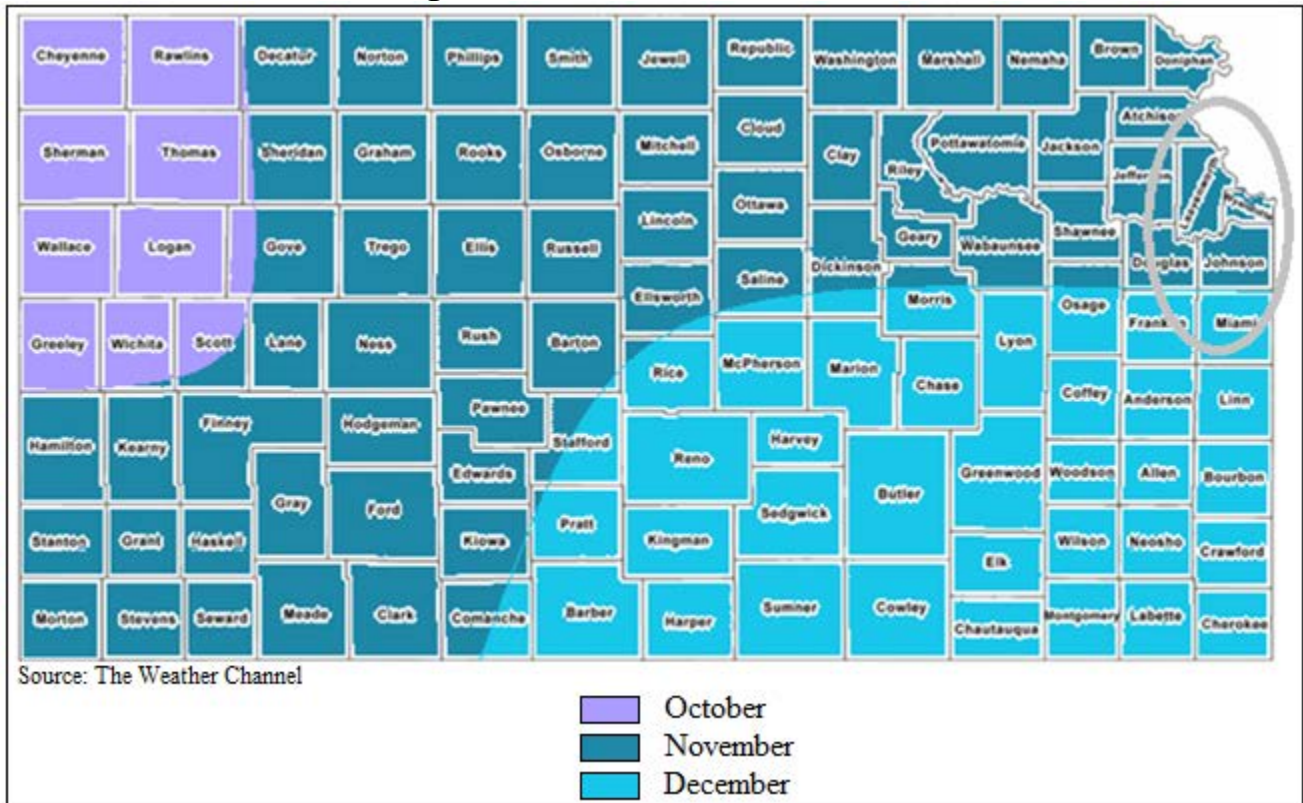 Cheyenne Rawlins Decatur Norton Phillips Smith Jewell Republic Washington Marshall Nemaha Brown Doniphan
Atchison
Sherman Thomas Sheridan Graham Rooks Osborne Mitchell Cloud Clay Riley Pottawatomie Jackson Jefferson Leavenworth Wyandotte
Wallace Logan Gove Trego Ellis Russell Lincoln Ottawa Dickinson Geary Wabaunsee Shawnee Douglas Johnson
Ellsworth Saline Morris Osage
Greeley Wichita Scott Lane Ness Rush Barton Rice McPherson Marion Chase Lyon Franklin Miami
Pawnee Coffey Anderson Linn
Hamilton Kearny Finney Hodgeman Stafford Reno Harvey
Edwards Butler Greenwood Woodson Allen Bourbon
Gray Ford Pratt Sedgwick
Stanton Grant Haskell Kiowa Kingman Elk Wilson Neosho Crawford
Morton Stevens Seward Meade Clark Comanche Barber Harper Sumner Cowley Chautauqua Montgomery Labette Cherokee
Source: The Weather Channel
October
November
December